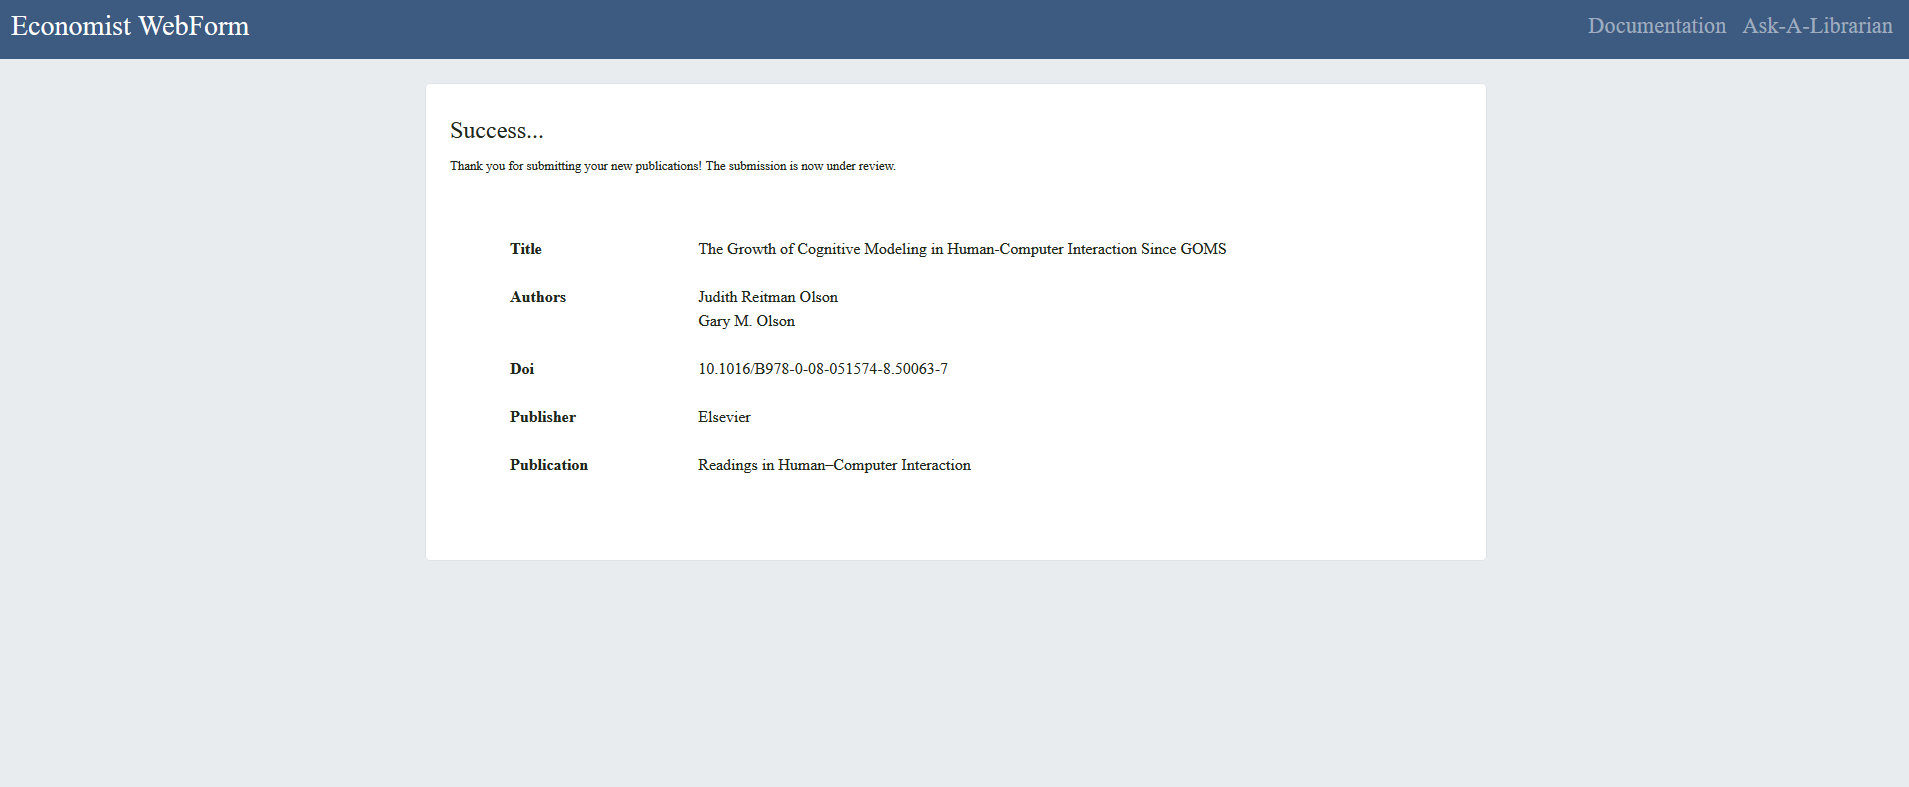 Economist WebForm
Documentation Ask-A-Librarian
Success...
Thank you for submitting your new publications! The submission is now under review.
Title The Growth of Cognitive Modeling in Human-Computer Interaction Since GOMS
Authors Judith Reitman Olson
Gary M. Olson
Doi 10.1016/B978-0-08-051574-8.50063-7
Publisher Elsevier
Publication Readings in Human–Computer Interaction